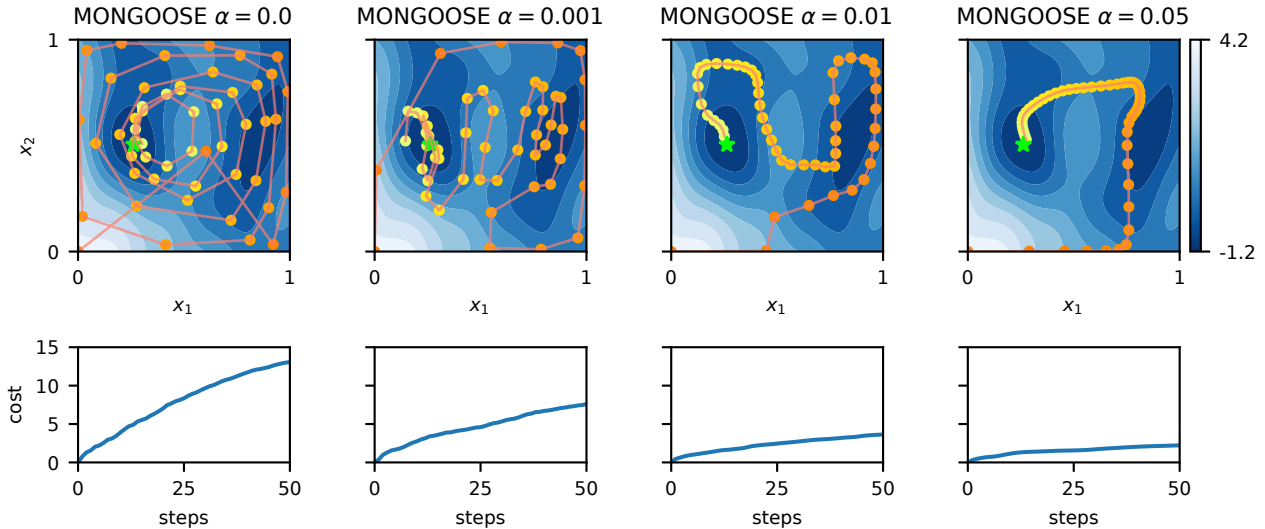 MONGOOSE α = 0.0
MONGOOSE α = 0.001
MONGOOSE α = 0.01
MONGOOSE α = 0.05
1
x₂
0
0
1
x₁
0
1
x₁
0
1
x₁
0
1
x₁
4.2
-1.2
15
10
5
0
cost
0
25
50
steps
0
25
50
steps
0
25
50
steps
0
25
50
steps